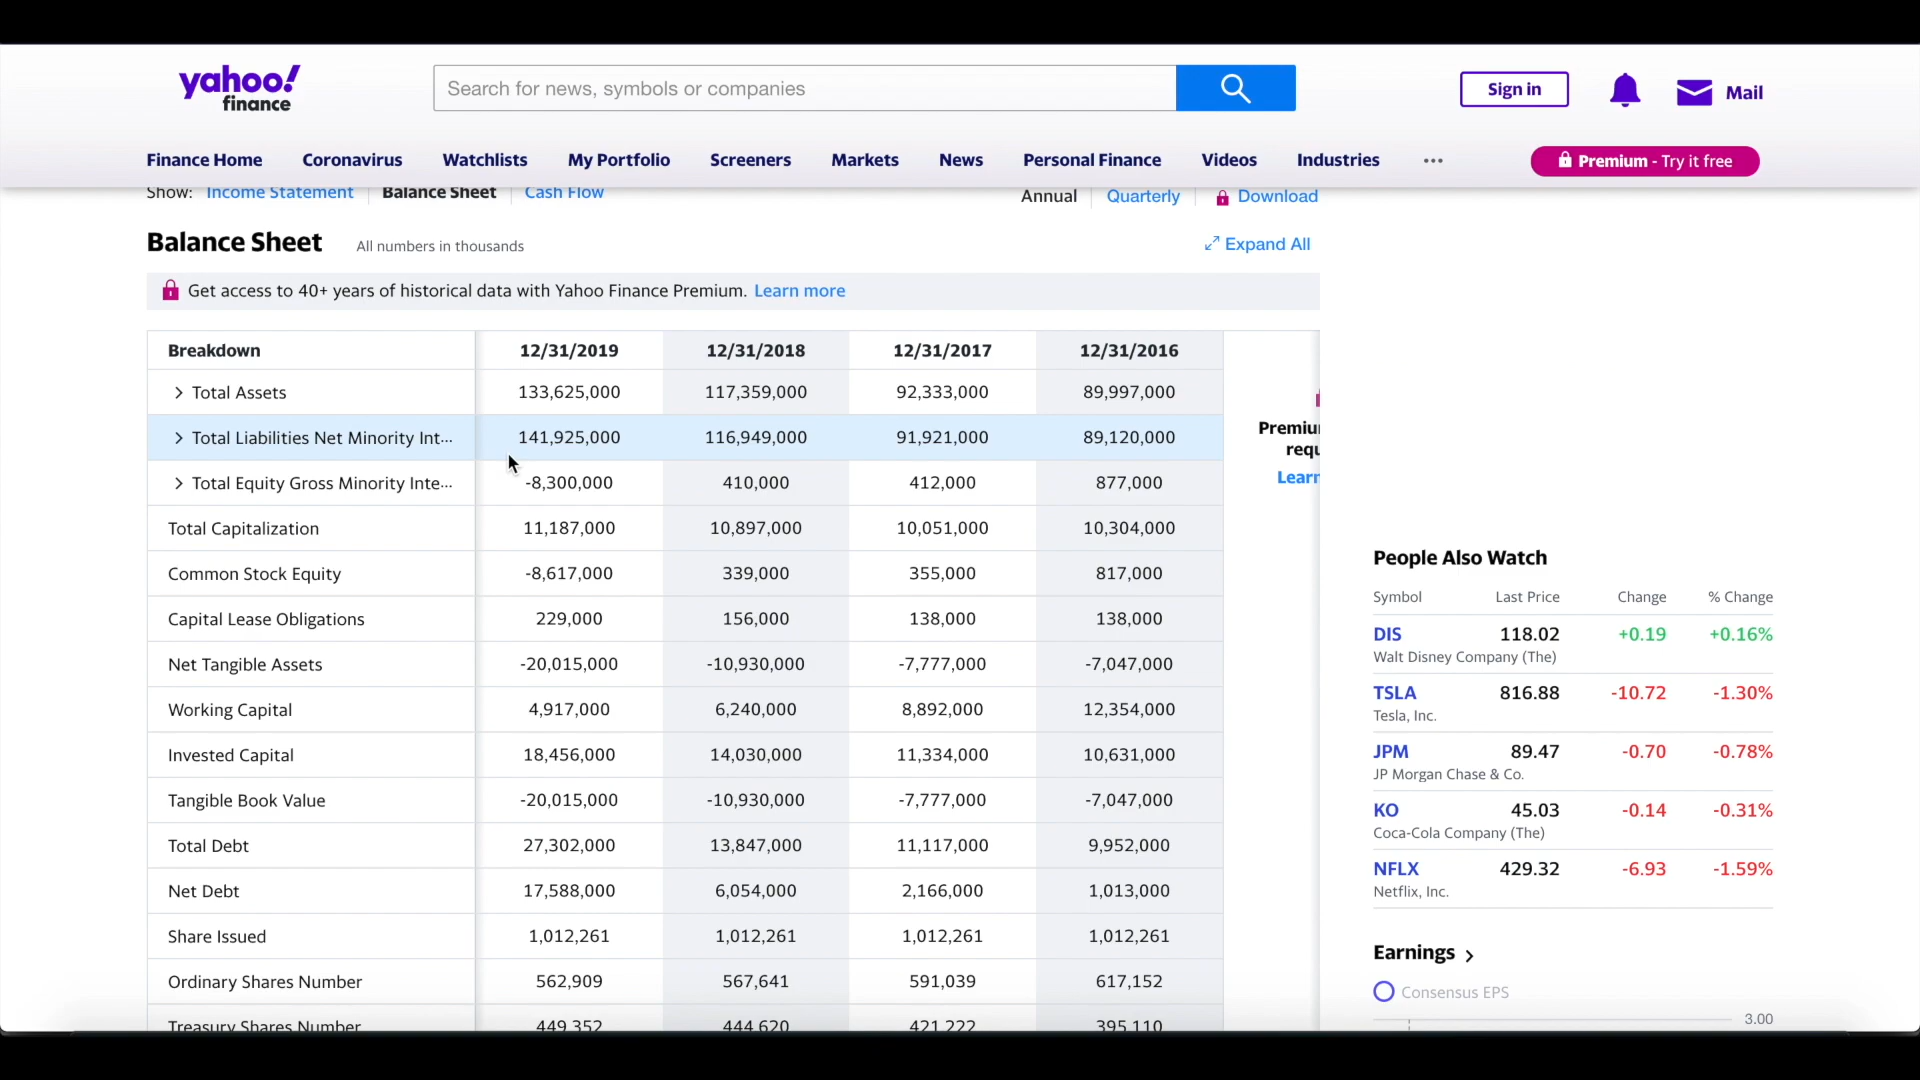 yahoo!
finance
Search for news, symbols or companies
Sign in
Mail
Finance Home Coronavirus Watchlists My Portfolio Screeners Markets News Personal Finance Videos Industries ••• Premium - Try it free
Show: Income Statement Balance Sheet Cash Flow Annual Quarterly Download
Balance Sheet All numbers in thousands Expand All
Get access to 40+ years of historical data with Yahoo Finance Premium. Learn more
Breakdown 12/31/2019 12/31/2018 12/31/2017 12/31/2016
Total Assets 133,625,000 117,359,000 92,333,000 89,997,000
Total Liabilities Net Minority Int... 141,925,000 116,949,000 91,921,000 89,120,000
Total Equity Gross Minority Inte... -8,300,000 410,000 412,000 877,000
Total Capitalization 11,187,000 10,897,000 10,051,000 10,304,000
Common Stock Equity -8,617,000 339,000 355,000 817,000
Capital Lease Obligations 229,000 156,000 138,000 138,000
Net Tangible Assets -20,015,000 -10,930,000 -7,777,000 -7,047,000
Working Capital 4,917,000 6,240,000 8,892,000 12,354,000
Invested Capital 18,456,000 14,030,000 11,334,000 10,631,000
Tangible Book Value -20,015,000 -10,930,000 -7,777,000 -7,047,000
Total Debt 27,302,000 13,847,000 11,117,000 9,952,000
Net Debt 17,588,000 6,054,000 2,166,000 1,013,000
Share Issued 1,012,261 1,012,261 1,012,261 1,012,261
Ordinary Shares Number 562,909 567,641 591,039 617,152
Treasury Shares Number 449,352 444,620 421,222 395,110
Premiu
requ
Learn
People Also Watch
Symbol Last Price Change % Change
DIS 118.02 +0.19 +0.16%
Walt Disney Company (The)
TSLA 816.88 -10.72 -1.30%
Tesla, Inc.
JPM 89.47 -0.70 -0.78%
JP Morgan Chase & Co.
KO 45.03 -0.14 -0.31%
Coca-Cola Company (The)
NFLX 429.32 -6.93 -1.59%
Netflix, Inc.
Earnings
Consensus EPS
3.00